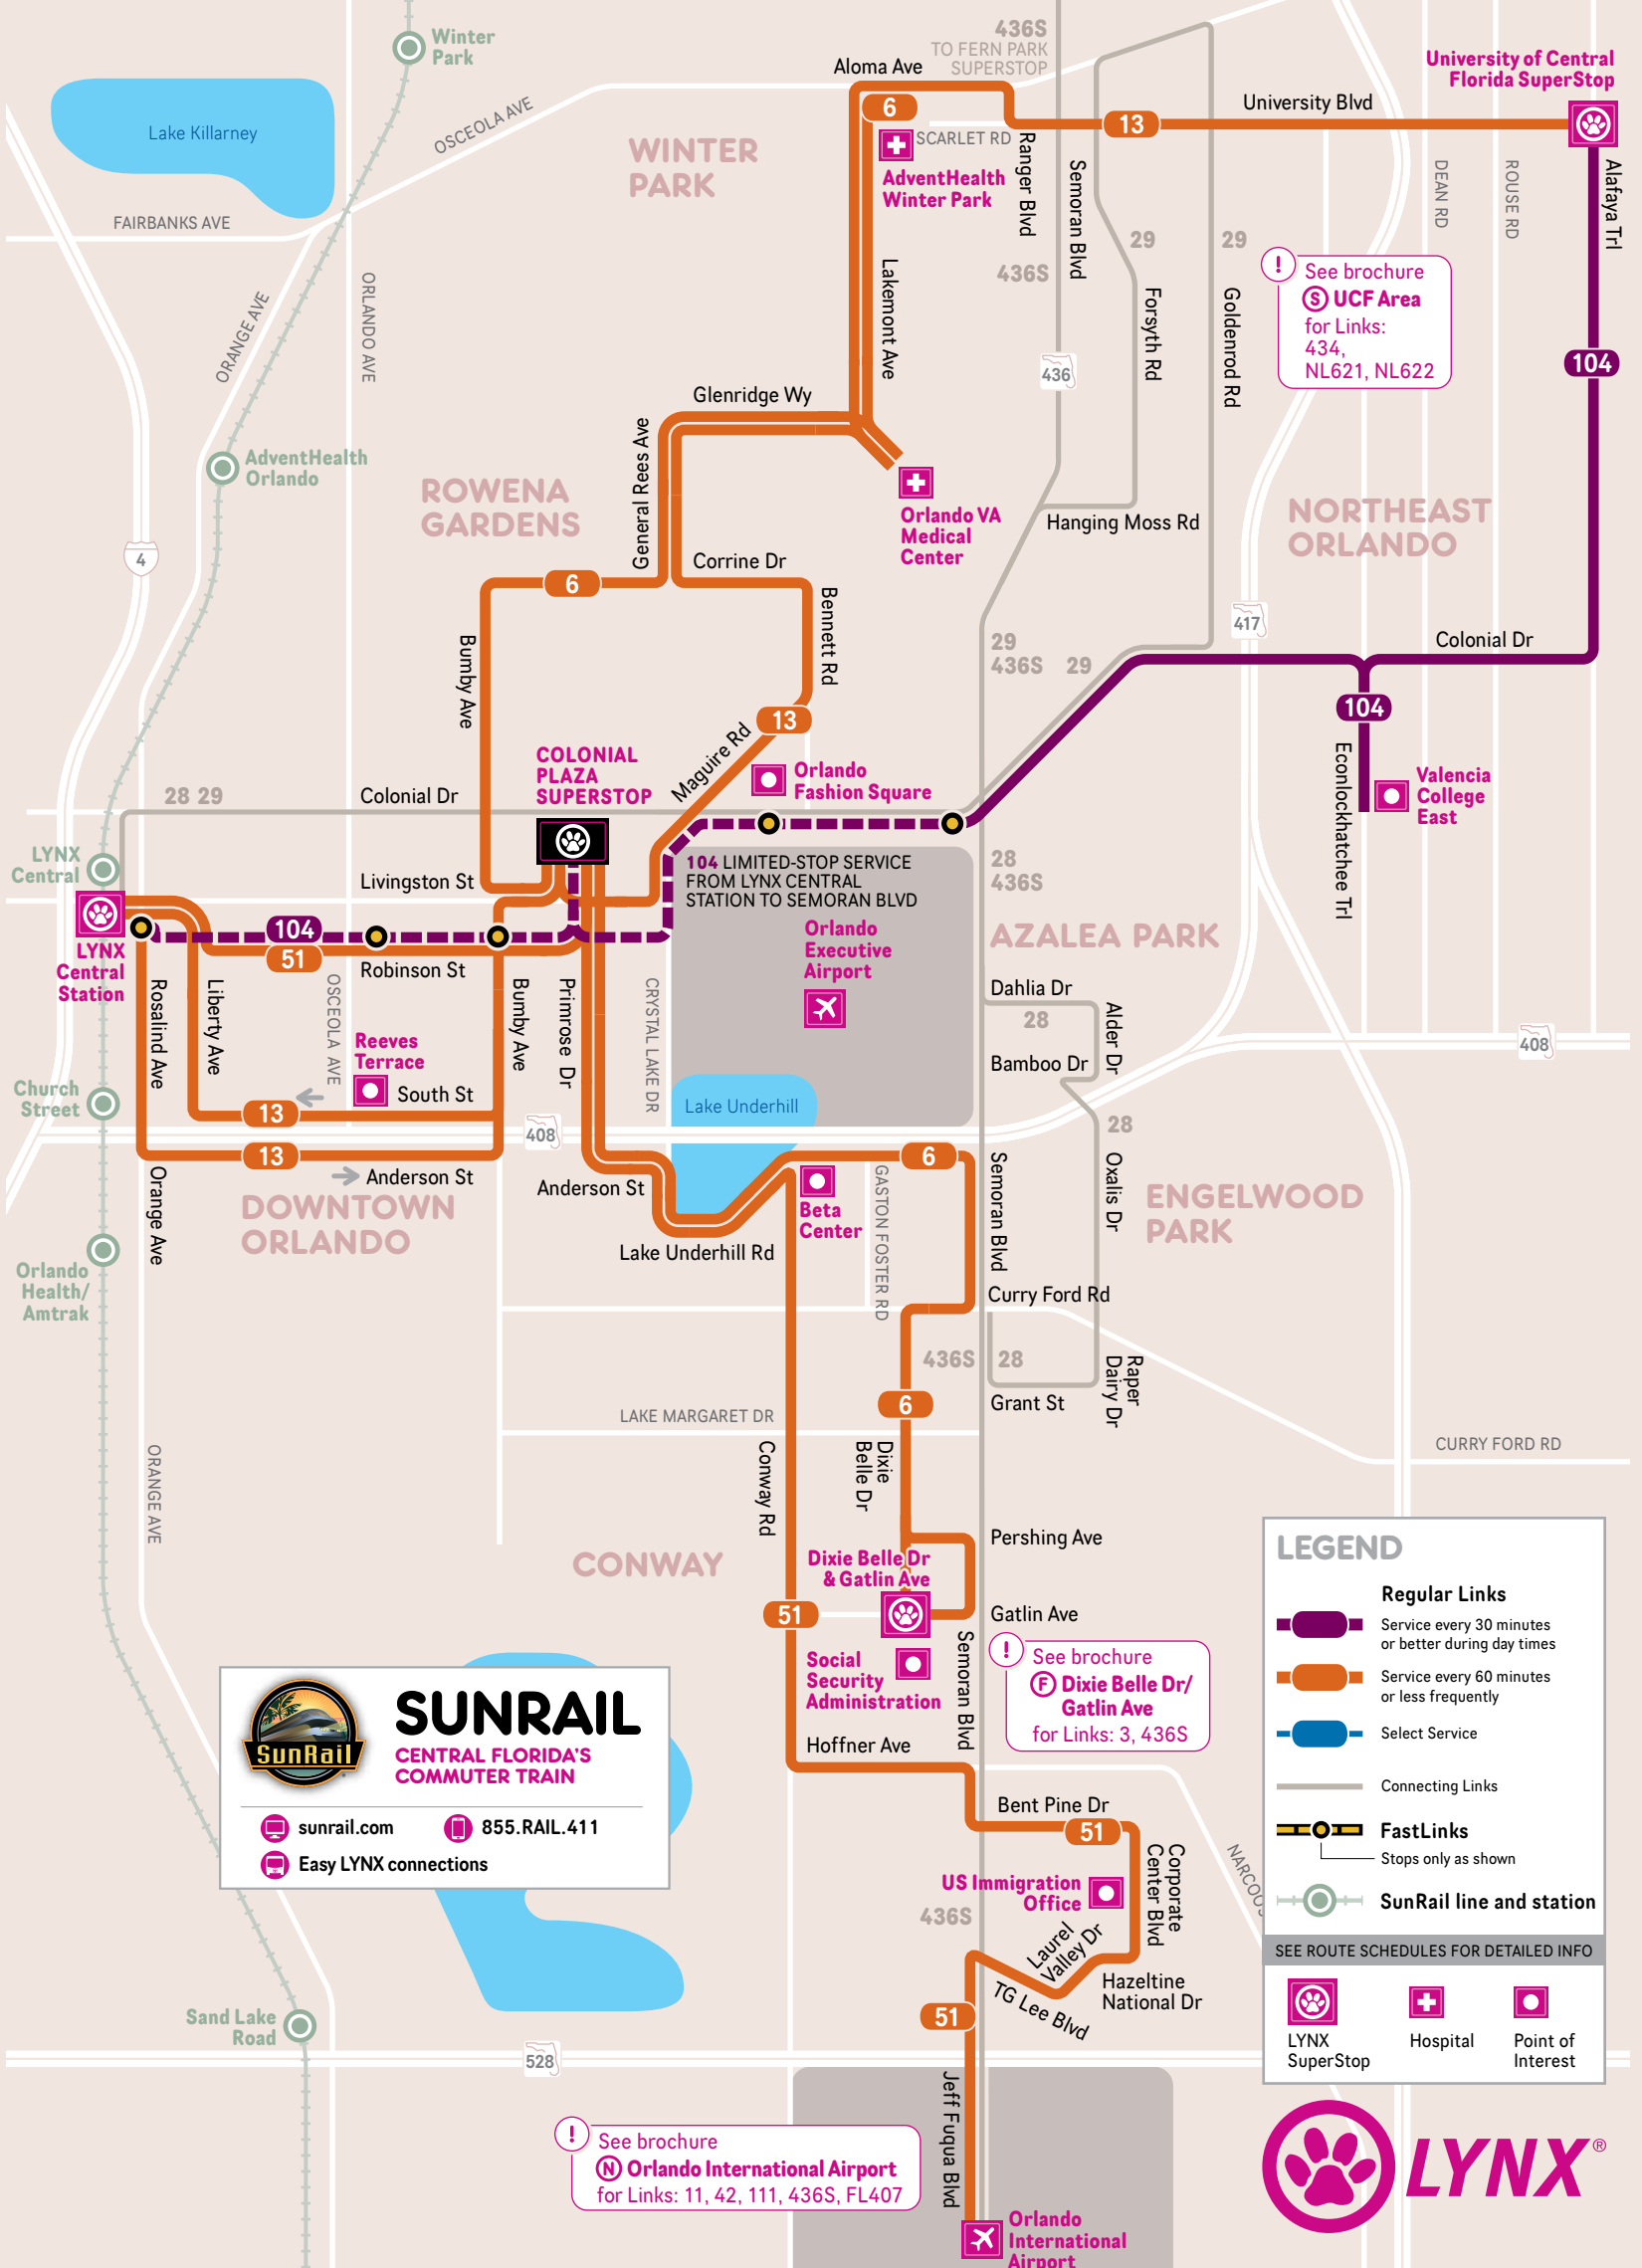 436S
TO FERN PARK
SUPERSTOP
Winter
Park
Aloma Ave
University of Central
Florida SuperStop
6
University Blvd
13
Lake Killarney
OSCEOLA AVE
WINTER
PARK
SCARLET RD
AdventHealth
Winter Park
Ranger Blvd
Semoran Blvd
DEAN RD
ROUSE RD
Alafaya Trl
FAIRBANKS AVE
29
29
436S
See brochure
S UCF Area
for Links:
434,
NL621, NL622
ORANGE AVE
ORLANDO AVE
Lakemont Ave
Forsyth Rd
Goldenrod Rd
436
104
Glenridge Wy
General Rees Ave
AdventHealth
Orlando
ROWENA
GARDENS
Orlando VA
Medical
Center
Hanging Moss Rd
NORTHEAST
ORLANDO
4
Corrine Dr
6
Bennett Rd
Bumby Ave
417
29
436S
29
Colonial Dr
104
13
Maguire Rd
COLONIAL
PLAZA
SUPERSTOP
Orlando
Fashion Square
Econlockhatchee Trl
Valencia
College
East
28 29
Colonial Dr
LYNX
Central
Livingston St
104 LIMITED-STOP SERVICE
FROM LYNX CENTRAL
STATION TO SEMORAN BLVD
28
436S
LYNX
Central
Station
104
51
Robinson St
Orlando
Executive
Airport
AZALEA PARK
Rosalind Ave
Liberty Ave
OSCEOLA AVE
Bumby Ave
Primrose Dr
CRYSTAL LAKE DR
Dahlia Dr
28
Alder Dr
Bamboo Dr
408
Reeves
Terrace
South St
Church
Street
13
Lake Underhill
28
408
13
Anderson St
6
Orange Ave
DOWNTOWN
ORLANDO
Anderson St
Beta
Center
GASTON FOSTER RD
Semoran Blvd
Oxalis Dr
ENGELWOOD
PARK
Lake Underhill Rd
Orlando
Health/
Amtrak
Curry Ford Rd
436S
28
Raper
Dairy Dr
6
Grant St
LAKE MARGARET DR
CURRY FORD RD
ORANGE AVE
Conway Rd
Dixie
Belle Dr
Pershing Ave
CONWAY
Dixie Belle Dr
& Gatlin Ave
51
Gatlin Ave
Social
Security
Administration
Semoran Blvd
See brochure
F Dixie Belle Dr/
Gatlin Ave
for Links: 3, 436S
LEGEND
Regular Links
Service every 30 minutes
or better during day times
Service every 60 minutes
or less frequently
Select Service
Connecting Links
FastLinks
Stops only as shown
SunRail line and station
SEE ROUTE SCHEDULES FOR DETAILED INFO
LYNX
SuperStop
Hospital
Point of
Interest
SunRail
SUNRAIL
CENTRAL FLORIDA'S
COMMUTER TRAIN
sunrail.com
855.RAIL.411
Easy LYNX connections
Hoffner Ave
Bent Pine Dr
51
Corporate
Center Blvd
US Immigration
Office
436S
Laurel
Valley Dr
Hazeltine
National Dr
TG Lee Blvd
51
Sand Lake
Road
528
Jeff Fuqua Blvd
See brochure
N Orlando International Airport
for Links: 11, 42, 111, 436S, FL407
Orlando
International
Airport
LYNX®